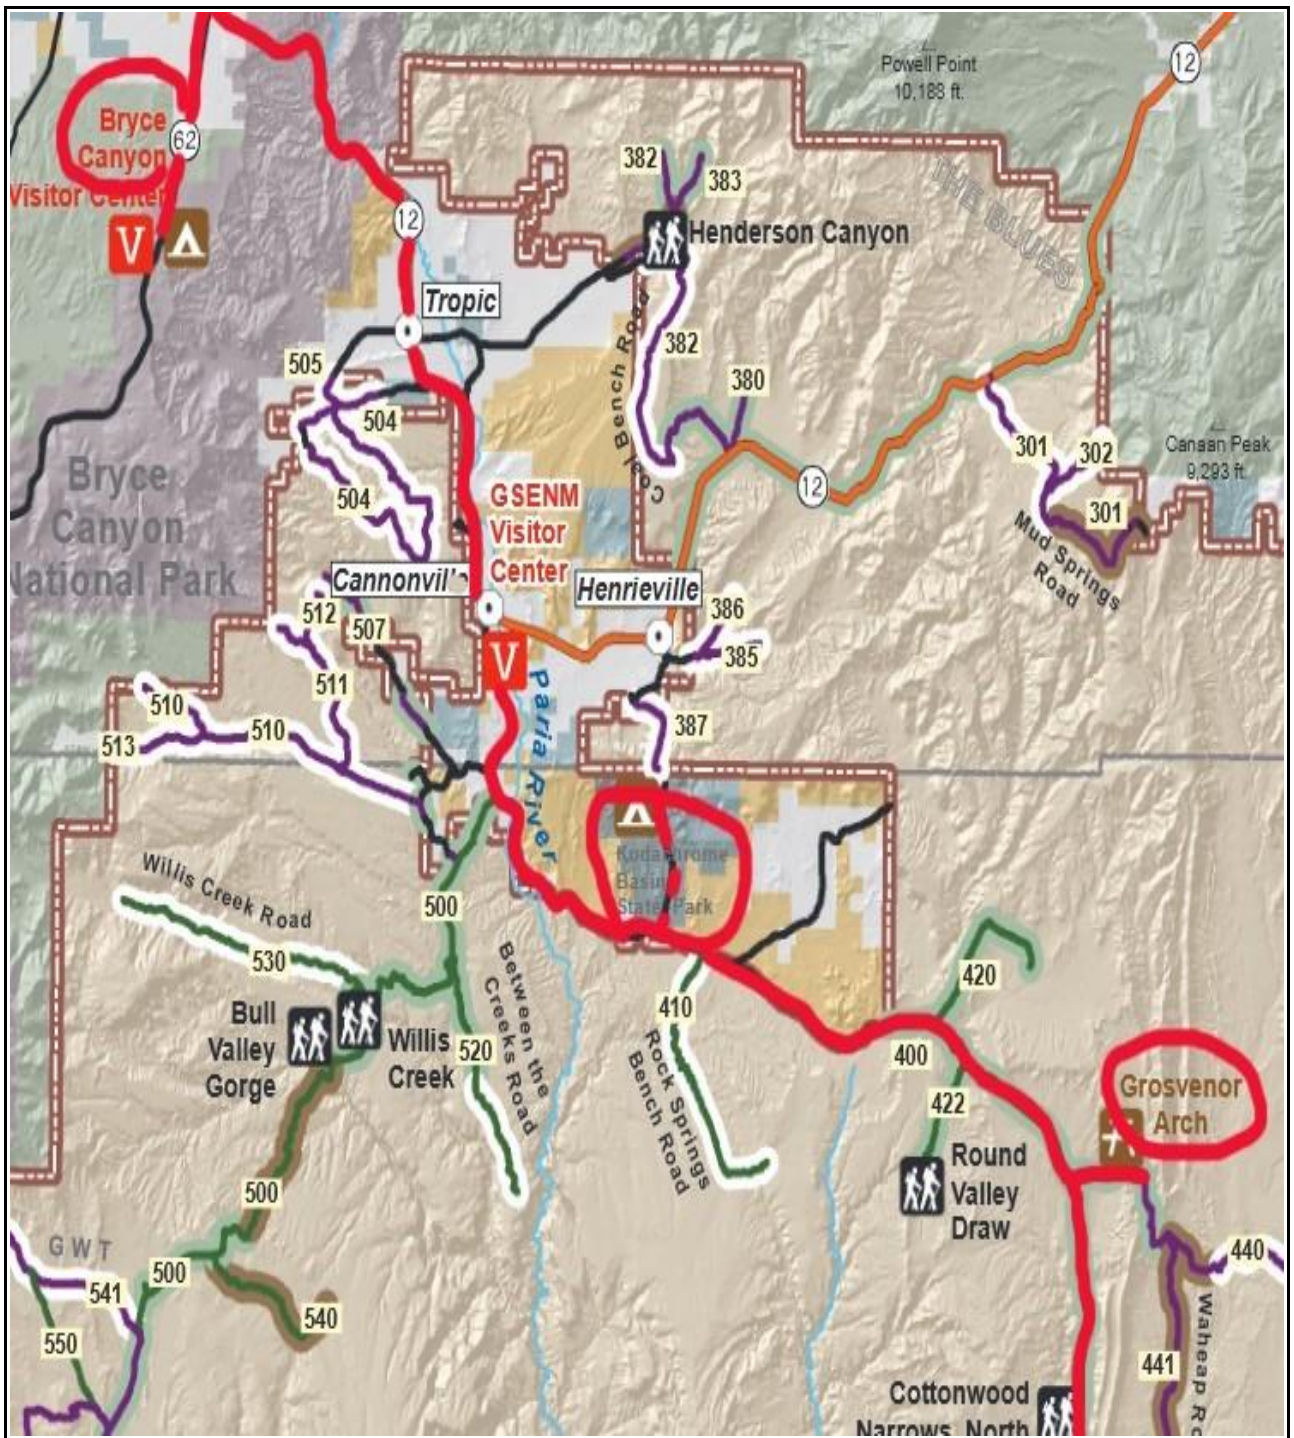 12
Powell Point
10,188 ft.
Bryce
Canyon
Visitor Center
62
V
382
383
THE BLUES
12
Henderson Canyon
Tropic
Coal Bench Road
382
505
380
504
301
302
Canaan Peak
9,293 ft.
Bryce
Canyon
National Park
504
GSENM
Visitor
Center
12
301
Mud Springs
Road
Cannonville
Henrieville
512
507
386
385
V
511
Paria River
510
510
513
387
Kodachrome
Basin
State Park
Willis Creek Road
500
530
Between the
Creeks Road
420
410
Bull
Valley
Gorge
Willis
Creek
520
Rock Springs
Bench Road
400
Grosvenor
Arch
422
Round
Valley
Draw
500
GWT
440
500
541
540
550
Waheap
441
Cottonwood
Narrows, North